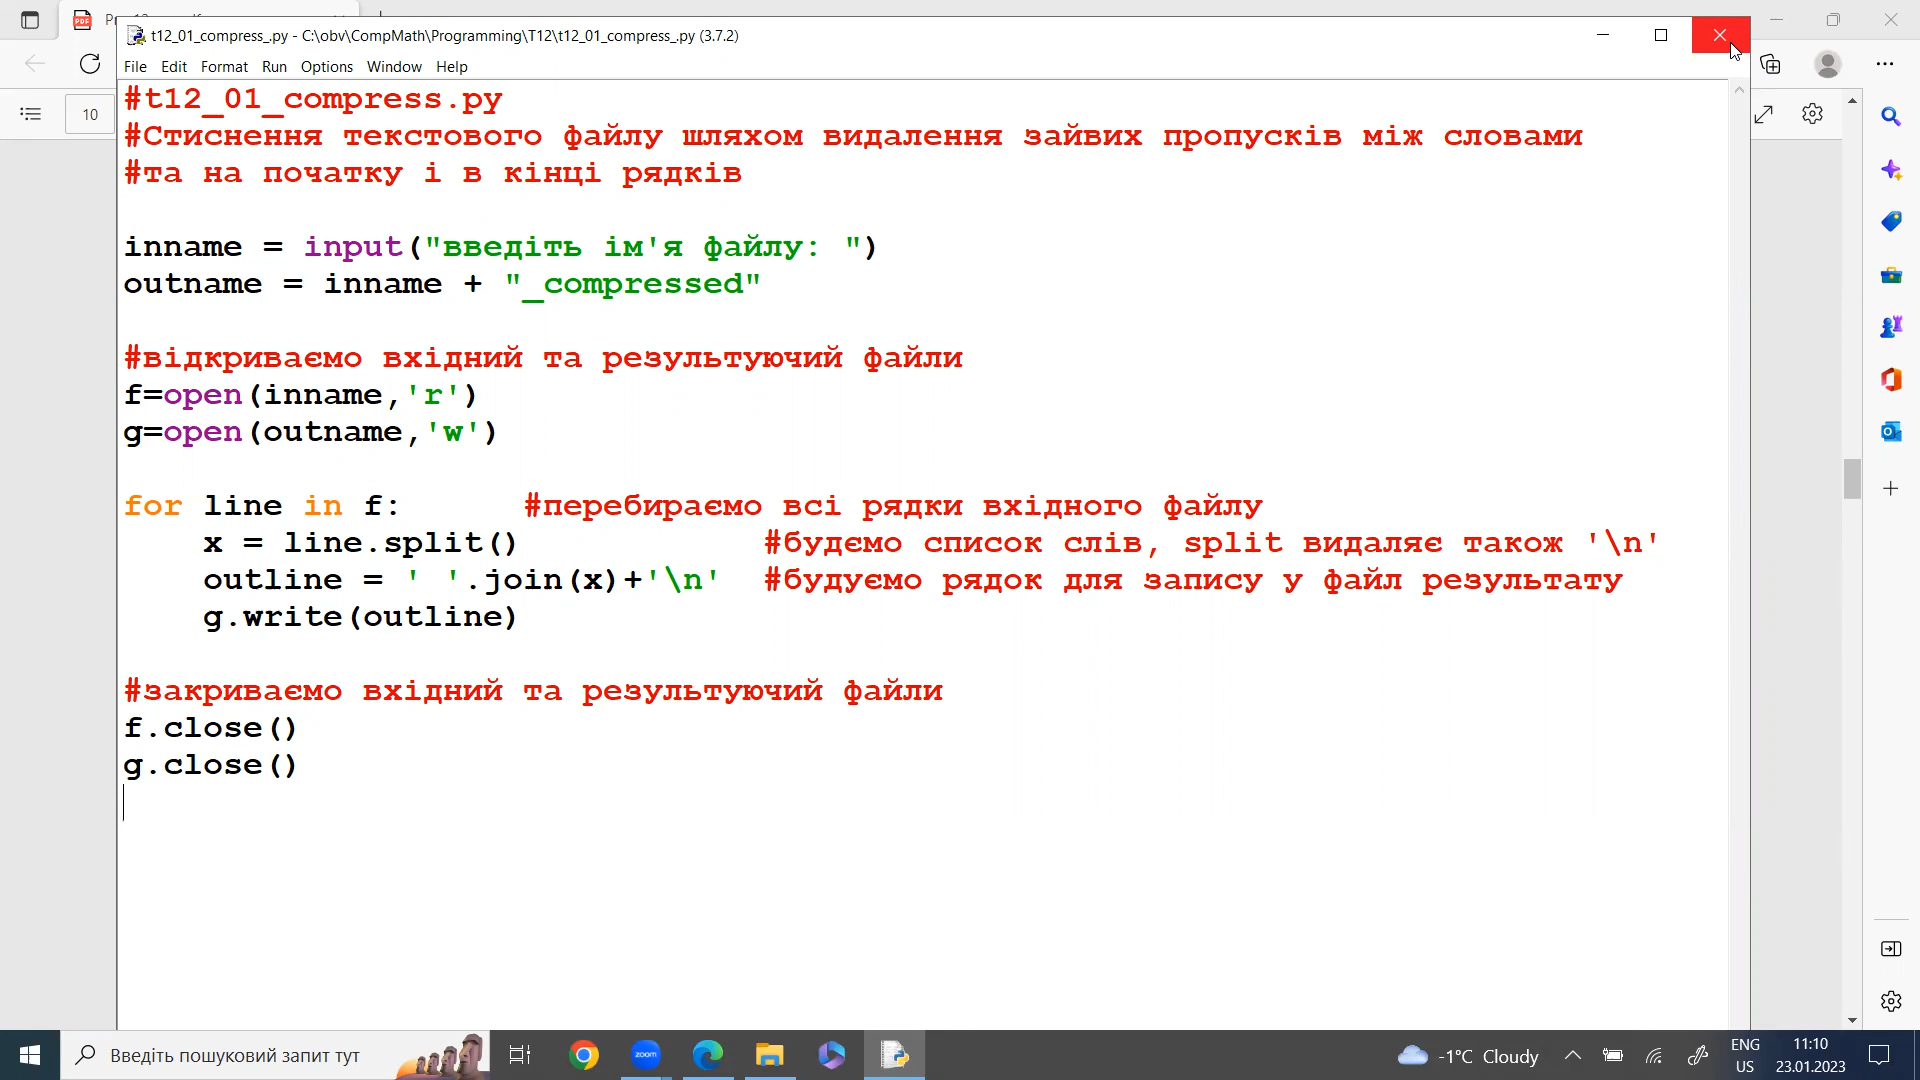 t12_01_compress_.py - C:\obv\CompMath\Programming\T12\t12_01_compress_.py (3.7.2)
File Edit Format Run Options Window Help
10
#t12_01_compress.py
#Стиснення текстового файлу шляхом видалення зайвих пропусків між словами
#та на початку і в кінці рядків
inname = input("введіть ім'я файлу: ")
outname = inname + "_compressed"
#відкриваємо вхідний та результуючий файли
f=open(inname,'r')
g=open(outname,'w')
for line in f: #перебираємо всі рядки вхідного файлу
x = line.split() #будємо список слів, split видаляє також '\n'
outline = ' '.join(x)+'\n' #будуємо рядок для запису у файл результату
g.write(outline)
#закриваємо вхідний та результуючий файли
f.close()
g.close()
Введіть пошуковий запит тут
zoom
-1°C Cloudy
ENG
US
11:10
23.01.2023